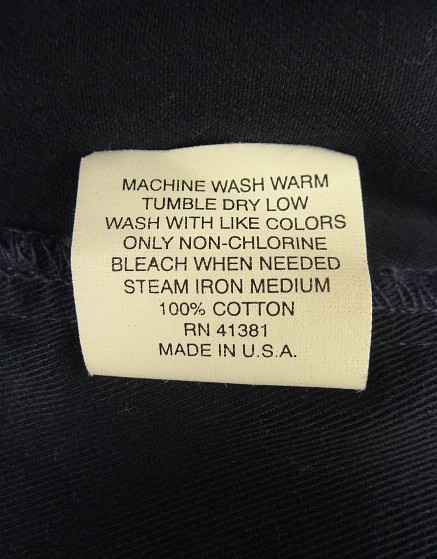 MACHINE WASH WARM
TUMBLE DRY LOW
WASH WITH LIKE COLORS
ONLY NON-CHLORINE
BLEACH WHEN NEEDED
STEAM IRON MEDIUM
100% COTTON
RN 41381
MADE IN U.S.A.